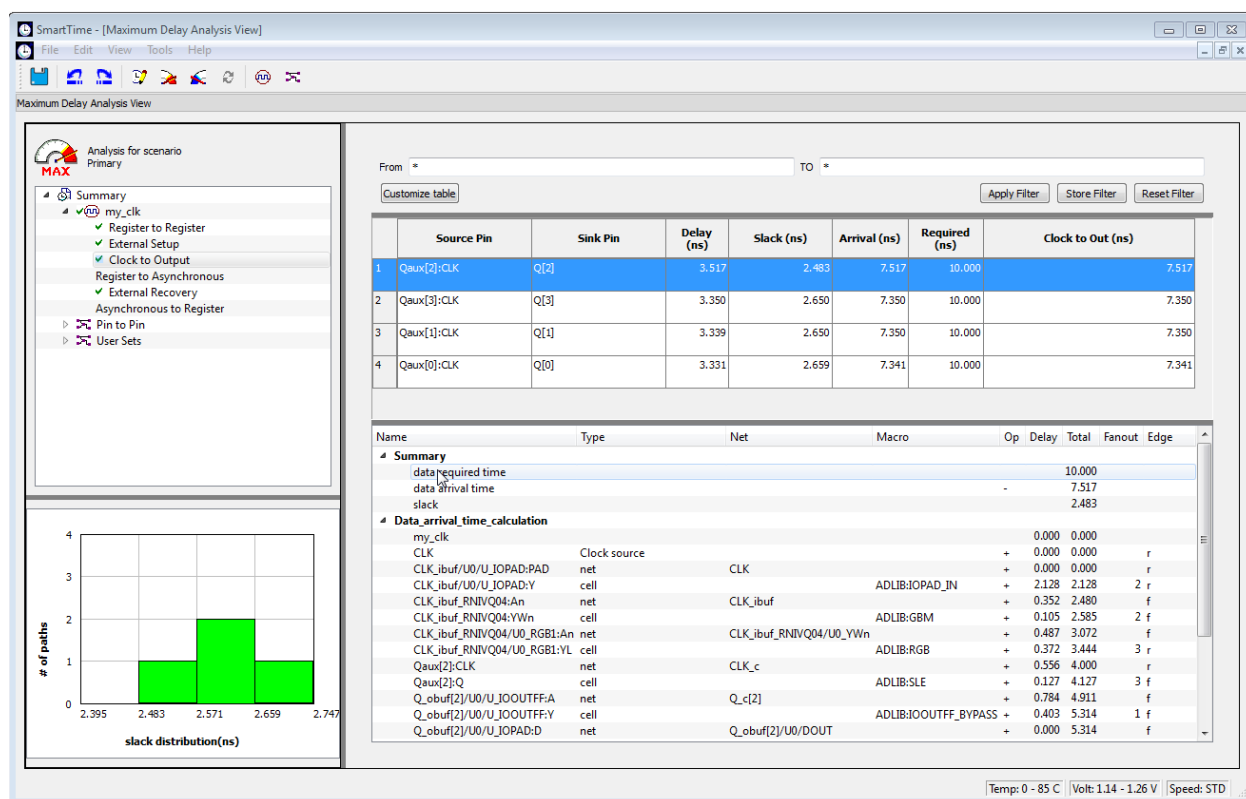 SmartTime - [Maximum Delay Analysis View]
File Edit View Tools Help
Maximum Delay Analysis View
Analysis for scenario
Primary
MAX
Summary
my_clk
Register to Register
External Setup
Clock to Output
Register to Asynchronous
External Recovery
Asynchronous to Register
Pin to Pin
User Sets
From * TO *
Customize table Apply Filter Store Filter Reset Filter
Source Pin Sink Pin Delay (ns) Slack (ns) Arrival (ns) Required (ns) Clock to Out (ns)
1 Qaux[2]:CLK Q[2] 3.517 2.483 7.517 10.000 7.517
2 Qaux[3]:CLK Q[3] 3.350 2.650 7.350 10.000 7.350
3 Qaux[1]:CLK Q[1] 3.339 2.650 7.350 10.000 7.350
4 Qaux[0]:CLK Q[0] 3.331 2.659 7.341 10.000 7.341
Name Type Net Macro Op Delay Total Fanout Edge
Summary
data required time 10.000
data arrival time - 7.517
slack 2.483
Data_arrival_time_calculation
my_clk 0.000 0.000
CLK Clock source + 0.000 0.000 r
CLK_ibuf/U0/U_IOPAD:PAD net CLK + 0.000 0.000 r
CLK_ibuf/U0/U_IOPAD:Y cell ADLIB:IOPAD_IN + 2.128 2.128 2 r
CLK_ibuf_RNIVQ04:An net CLK_ibuf + 0.352 2.480 f
CLK_ibuf_RNIVQ04:YWn cell ADLIB:GBM + 0.105 2.585 2 f
CLK_ibuf_RNIVQ04/U0_RGB1:An net CLK_ibuf_RNIVQ04/U0_YWn + 0.487 3.072 f
CLK_ibuf_RNIVQ04/U0_RGB1:YL cell ADLIB:RGB + 0.372 3.444 3 r
Qaux[2]:CLK net CLK_c + 0.556 4.000 r
Qaux[2]:Q cell ADLIB:SLE + 0.127 4.127 3 f
Q_obuf[2]/U0/U_IOOUTFF:A net Q_c[2] + 0.784 4.911 f
Q_obuf[2]/U0/U_IOOUTFF:Y cell ADLIB:IOOUTFF_BYPASS + 0.403 5.314 1 f
Q_obuf[2]/U0/U_IOPAD:D net Q_obuf[2]/U0/DOUT + 0.000 5.314 f
# of paths
4
3
2
1
0
2.395 2.483 2.571 2.659 2.747
slack distribution(ns)
Temp: 0 - 85 C Volt: 1.14 - 1.26 V Speed: STD